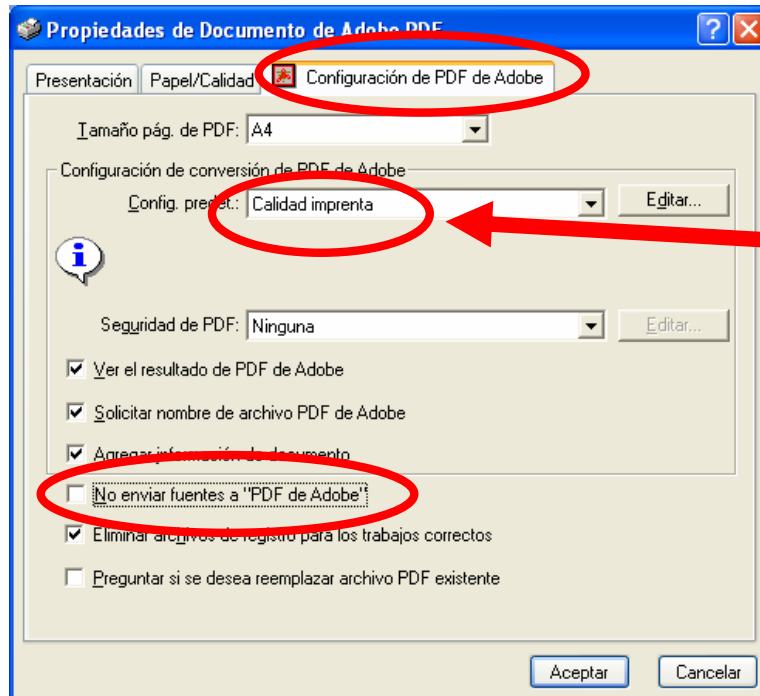 Propiedades de Documento de Adobe PDF
Presentación Papel/Calidad Configuración de PDF de Adobe
Tamaño pág. de PDF: A4
Configuración de conversión de PDF de Adobe
Config. predet.: Calidad imprenta Editar...
Seguridad de PDF: Ninguna Editar...
Ver el resultado de PDF de Adobe
Solicitar nombre de archivo PDF de Adobe
Agregar información de documento
No enviar fuentes a "PDF de Adobe"
Eliminar archivos de registro para los trabajos correctos
Preguntar si se desea reemplazar archivo PDF existente
Aceptar Cancelar